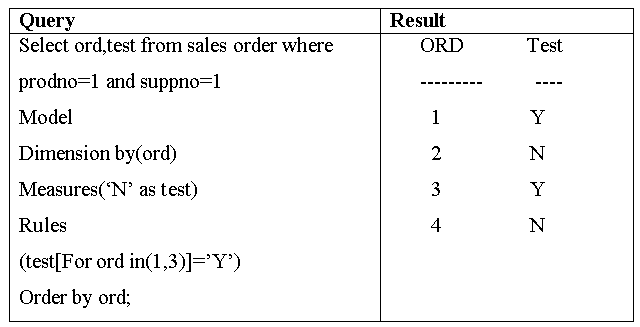 Query
Result
Select ord,test from sales order where
prodno=1 and suppno=1
Model
Dimension by(ord)
Measures(‘N’ as test)
Rules
(test[For ord in(1,3)]=’Y’)
Order by ord;
ORD Test
--------- ----
1 Y
2 N
3 Y
4 N